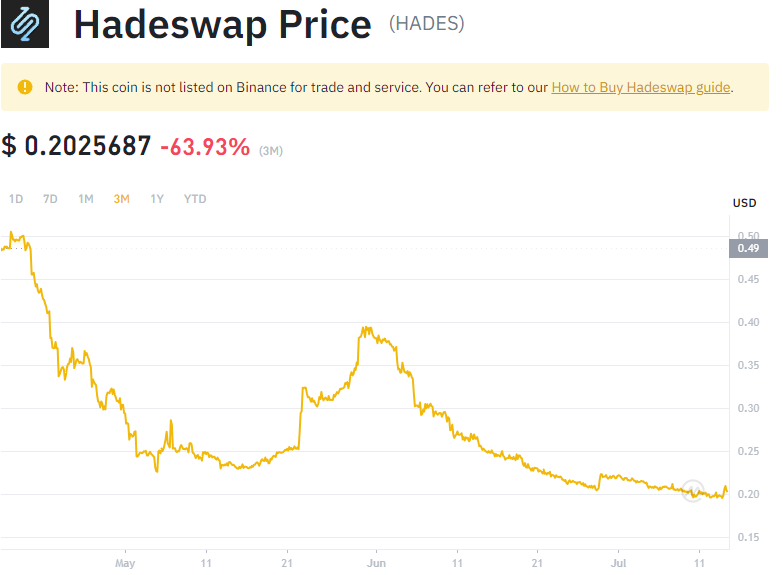 Hadeswap Price (HADES)
Note: This coin is not listed on Binance for trade and service. You can refer to our How to Buy Hadeswap guide.
$ 0.2025687 -63.93% (3M)
1D 7D 1M 3M 1Y YTD
USD
0.50
0.49
0.45
0.40
0.35
0.30
0.25
0.20
0.15
May 11 21 Jun 11 21 Jul 11